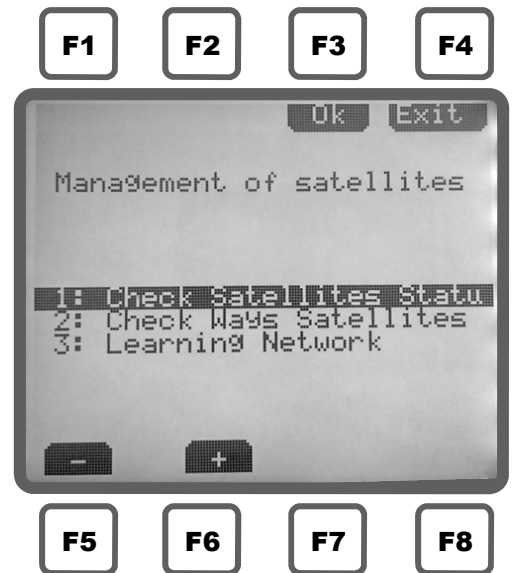 F1 F2 F3 F4
Ok Exit
Management of satellites
1: Check Satellites Statu
2: Check Ways Satellites
3: Learning Network
- +
F5 F6 F7 F8